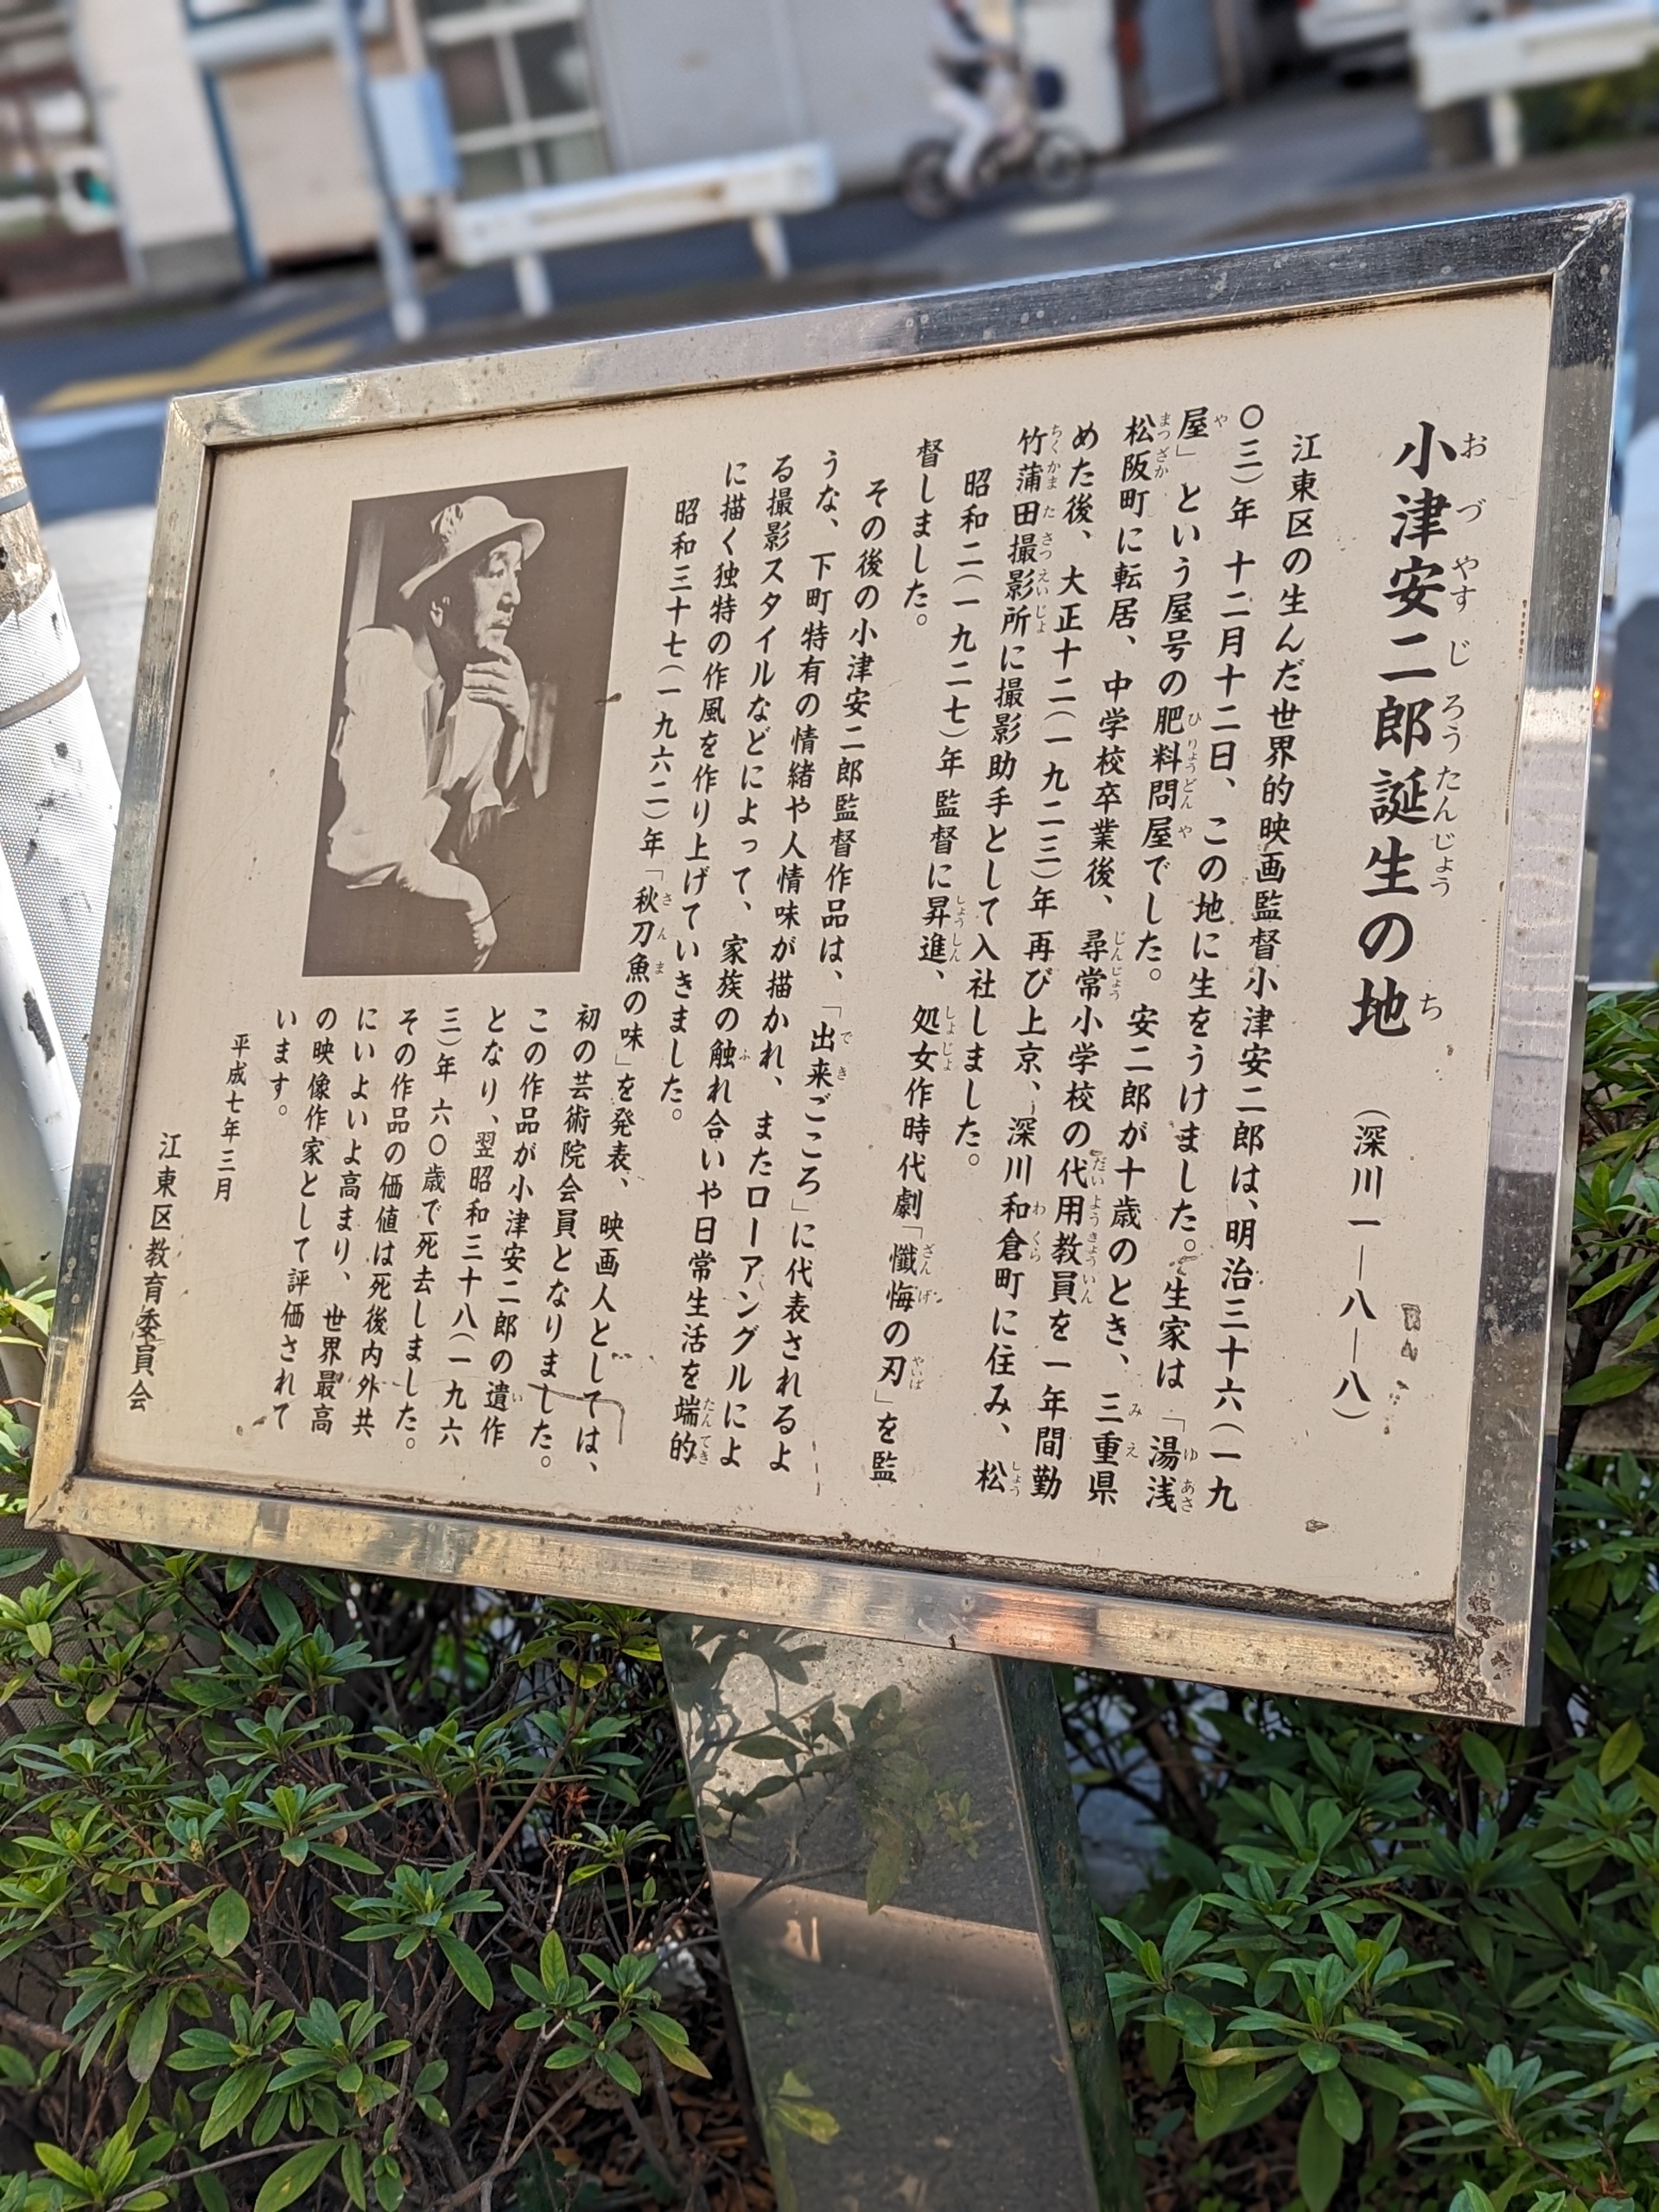 小津安二郎誕生の地 (深川一―八―八)
江東区の生んだ世界的映画監督小津安二郎は、明治三十六(一九
〇三)年 十二月十二日、この地に生をうけました。生家は「湯浅
屋」という屋号の肥料問屋でした。安二郎が十歳のとき、三重県
松阪町に転居、中学校卒業後、尋常小学校の代用教員を一年間勤
めた後、大正十二(一九二三)年 再び上京、深川和倉町に住み、松
竹蒲田撮影所に撮影助手として入社しました。
昭和二(一九二七)年 監督に昇進、処女作時代劇「懺悔の刃」を監
督しました。
その後の小津安二郎監督作品は、「出来ごころ」に代表されるよ
うな、下町特有の情緒や人情味が描かれ、またローアングルによ
る撮影スタイルなどによって、家族の触れ合いや日常生活を端的
に描く独特の作風を作り上げていきました。
昭和三十七(一九六二)年「秋刀魚の味」を発表、映画人としては、
初の芸術院会員となりました。
この作品が小津安二郎の遺作
となり、翌昭和三十八(一九六
三)年 六〇歳で死去しました。
その作品の価値は死後内外共
にいよいよ高まり、世界最高
の映像作家として評価されて
います。
平成七年三月
江東区教育委員会